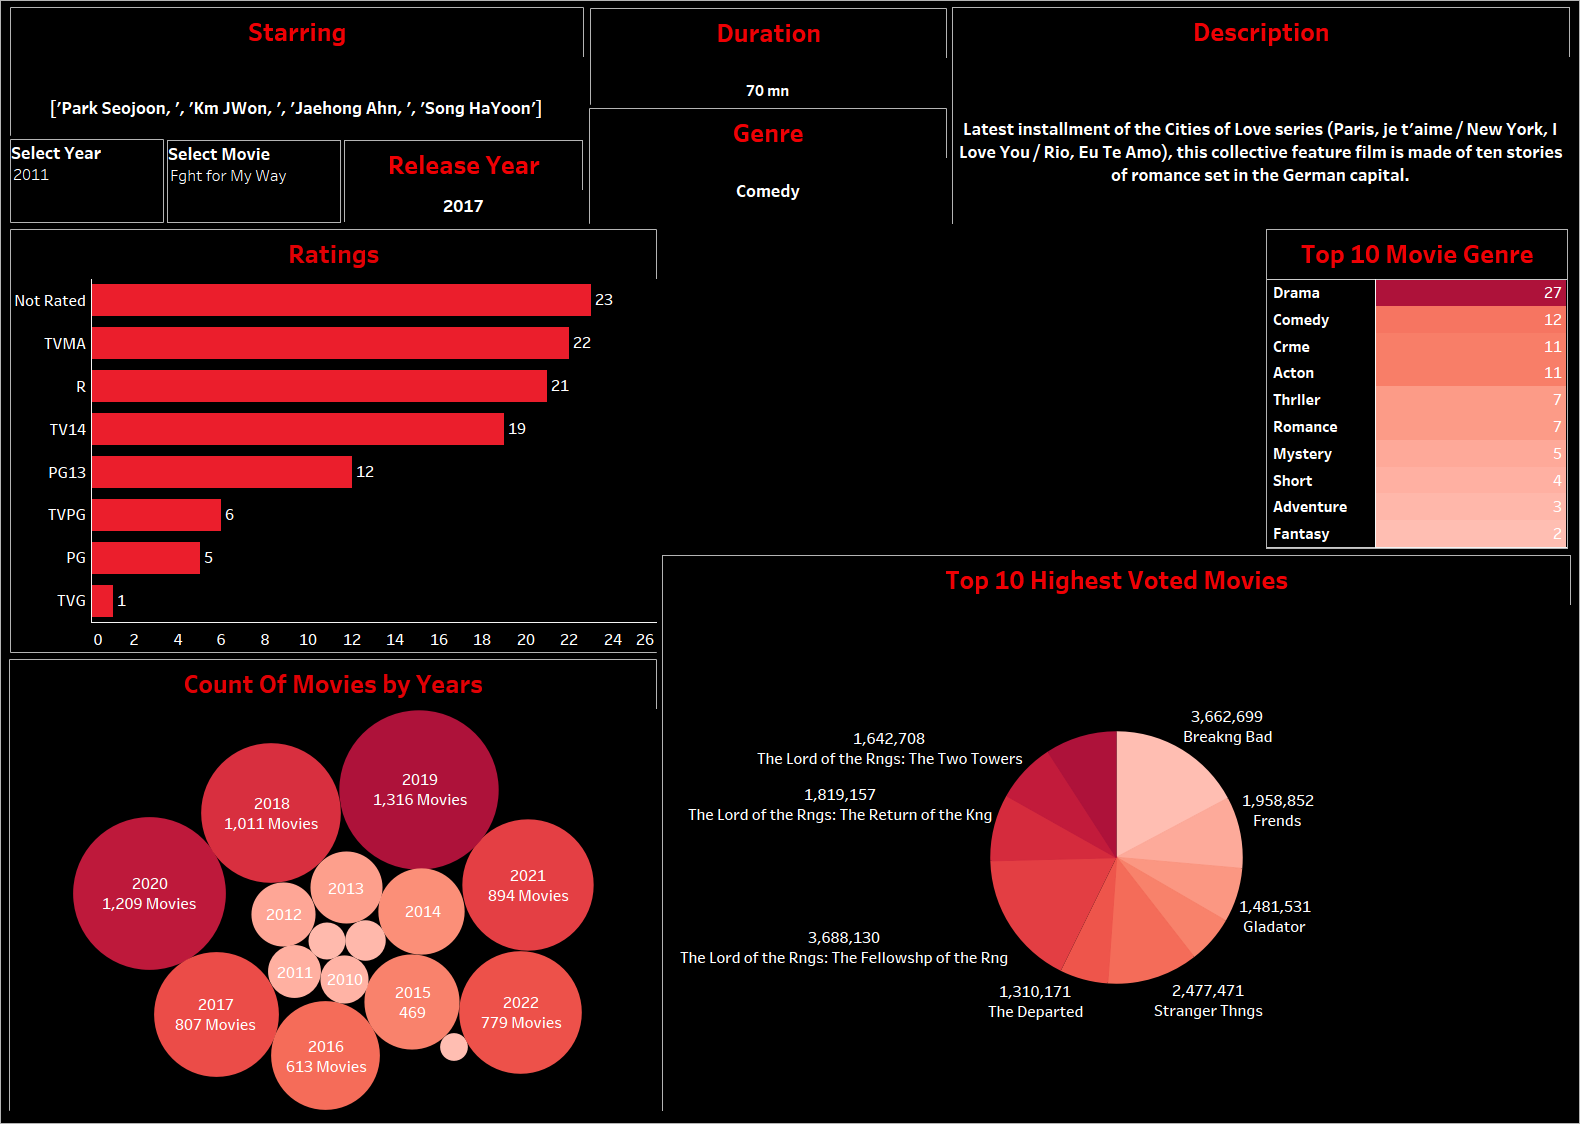 Starring
['Park Seojoon, ', 'Km JWon, ', 'Jaehong Ahn, ', 'Song HaYoon']
Duration
70 mn
Genre
Comedy
Description
Latest installment of the Cities of Love series (Paris, je t'aime / New York, I
Love You / Rio, Eu Te Amo), this collective feature film is made of ten stories
of romance set in the German capital.
Select Year
2011
Select Movie
Fght for My Way
Release Year
2017
Ratings
Not Rated 23
TVMA 22
R 21
TV14 19
PG13 12
TVPG 6
PG 5
TVG 1
0 2 4 6 8 10 12 14 16 18 20 22 24 26
Top 10 Movie Genre
Drama 27
Comedy 12
Crme 11
Acton 11
Thrller 7
Romance 7
Mystery 5
Short 4
Adventure 3
Fantasy 2
Count Of Movies by Years
2019
1,316 Movies
2018
1,011 Movies
2020
1,209 Movies
2021
894 Movies
2013
2012
2014
2011
2010
2015
469
2017
807 Movies
2022
779 Movies
2016
613 Movies
Top 10 Highest Voted Movies
3,662,699
Breakng Bad
1,642,708
The Lord of the Rngs: The Two Towers
1,819,157
The Lord of the Rngs: The Return of the Kng
1,958,852
Frends
1,481,531
Gladator
3,688,130
The Lord of the Rngs: The Fellowshp of the Rng
1,310,171
The Departed
2,477,471
Stranger Thngs